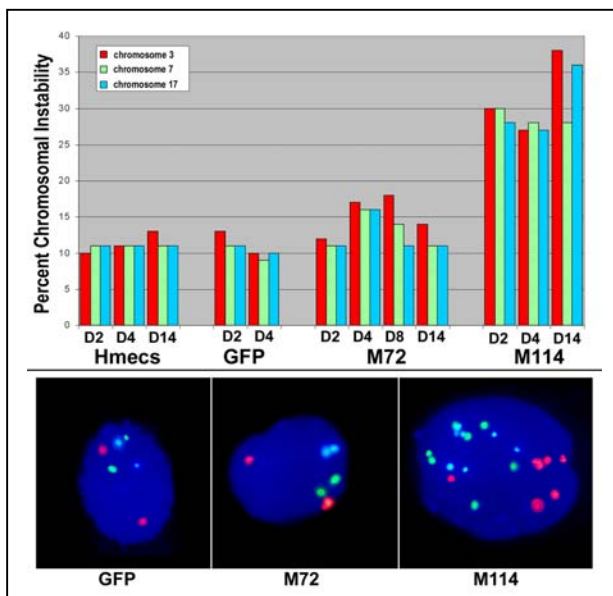 Percent Chromosomal Instability
40
35
30
25
20
15
10
5
0
chromosome 3
chromosome 7
chromosome 17
D2 D4 D14 D2 D4 D2 D4 D8 D14 D2 D4 D14
Hmecs GFP M72 M114
GFP M72 M114